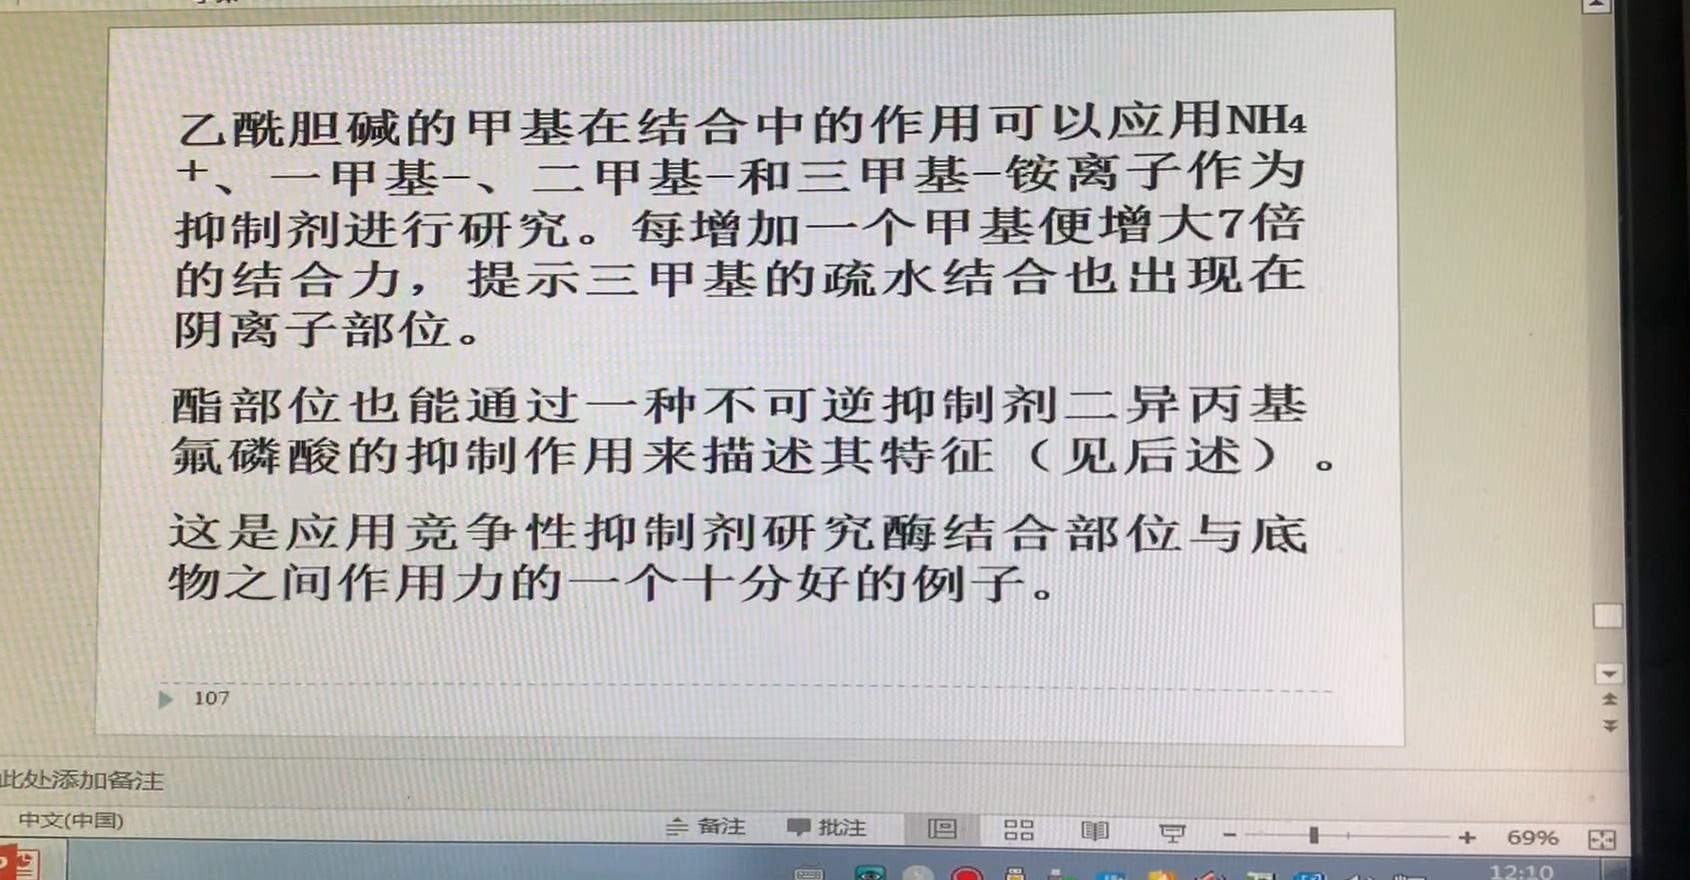 乙酰胆碱的甲基在结合中的作用可以应用NH4
+、一甲基-、二甲基-和三甲基-铵离子作为
抑制剂进行研究。每增加一个甲基便增大7倍
的结合力，提示三甲基的疏水结合也出现在
阴离子部位。
酯部位也能通过一种不可逆抑制剂二异丙基
氟磷酸的抑制作用来描述其特征（见后述）。
这是应用竞争性抑制剂研究酶结合部位与底
物之间作用力的一个十分好的例子。
107
此处添加备注
中文(中国)
备注
批注
69%
12:10